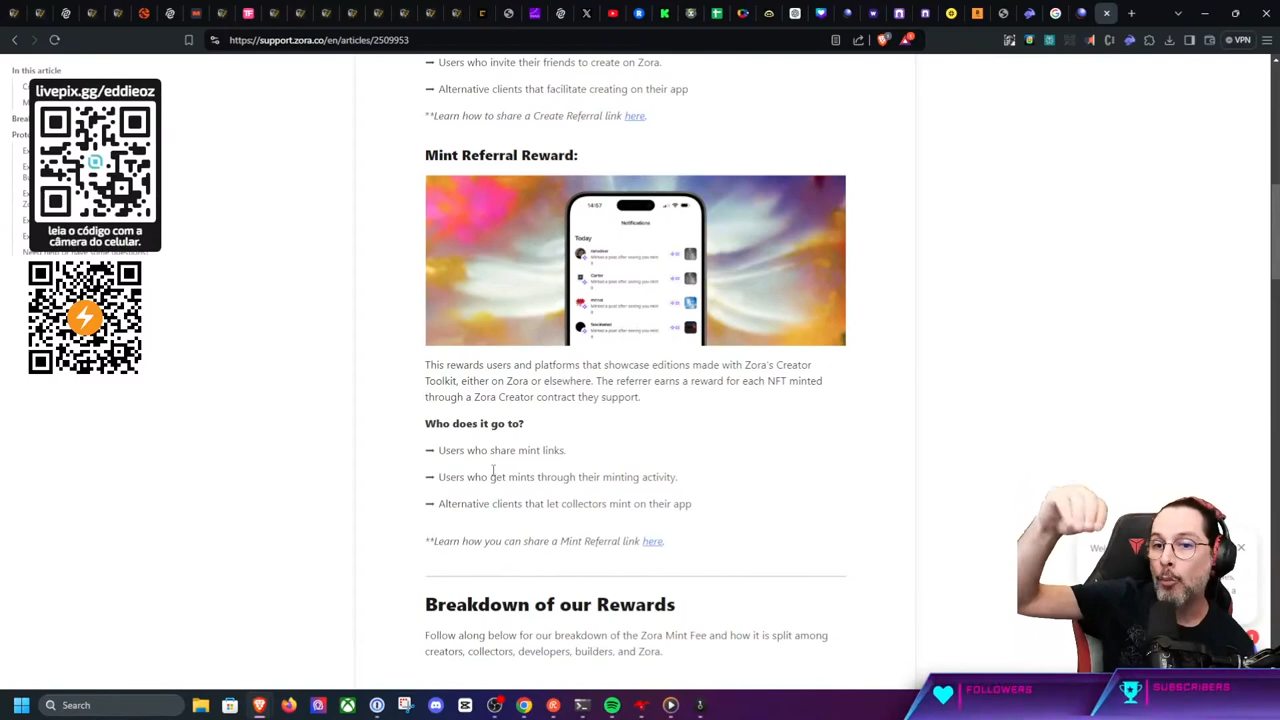 https://support.zora.co/en/articles/2509953
VPN
In this article
livepix.gg/eddieoz
leia o código com a
câmera do celular.
Users who invite their friends to create on Zora.
Alternative clients that facilitate creating on their app
**Learn how to share a Create Referral link here.
Mint Referral Reward:
14:57
Notifications
Today
This rewards users and platforms that showcase editions made with Zora's Creator
Toolkit, either on Zora or elsewhere. The referrer earns a reward for each NFT minted
through a Zora Creator contract they support.
Who does it go to?
Users who share mint links.
Users who get mints through their minting activity.
Alternative clients that let collectors mint on their app
**Learn how you can share a Mint Referral link here.
Breakdown of our Rewards
Follow along below for our breakdown of the Zora Mint Fee and how it is split among
creators, collectors, developers, builders, and Zora.
FOLLOWERS
SUBSCRIBERS
Search